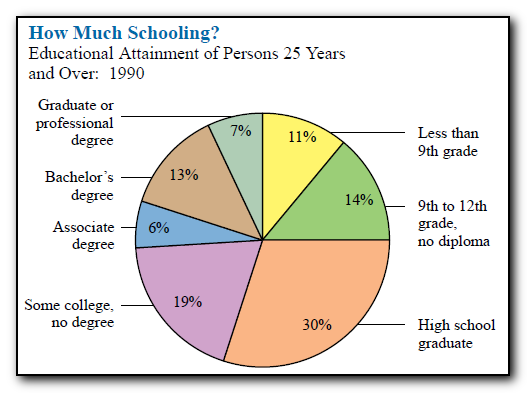 How Much Schooling?
Educational Attainment of Persons 25 Years
and Over: 1990
Graduate or
professional
degree
7%
11%
Less than
9th grade
Bachelor's
degree
13%
14%
9th to 12th
grade,
no diploma
Associate
degree
6%
Some college,
no degree
19%
30%
High school
graduate